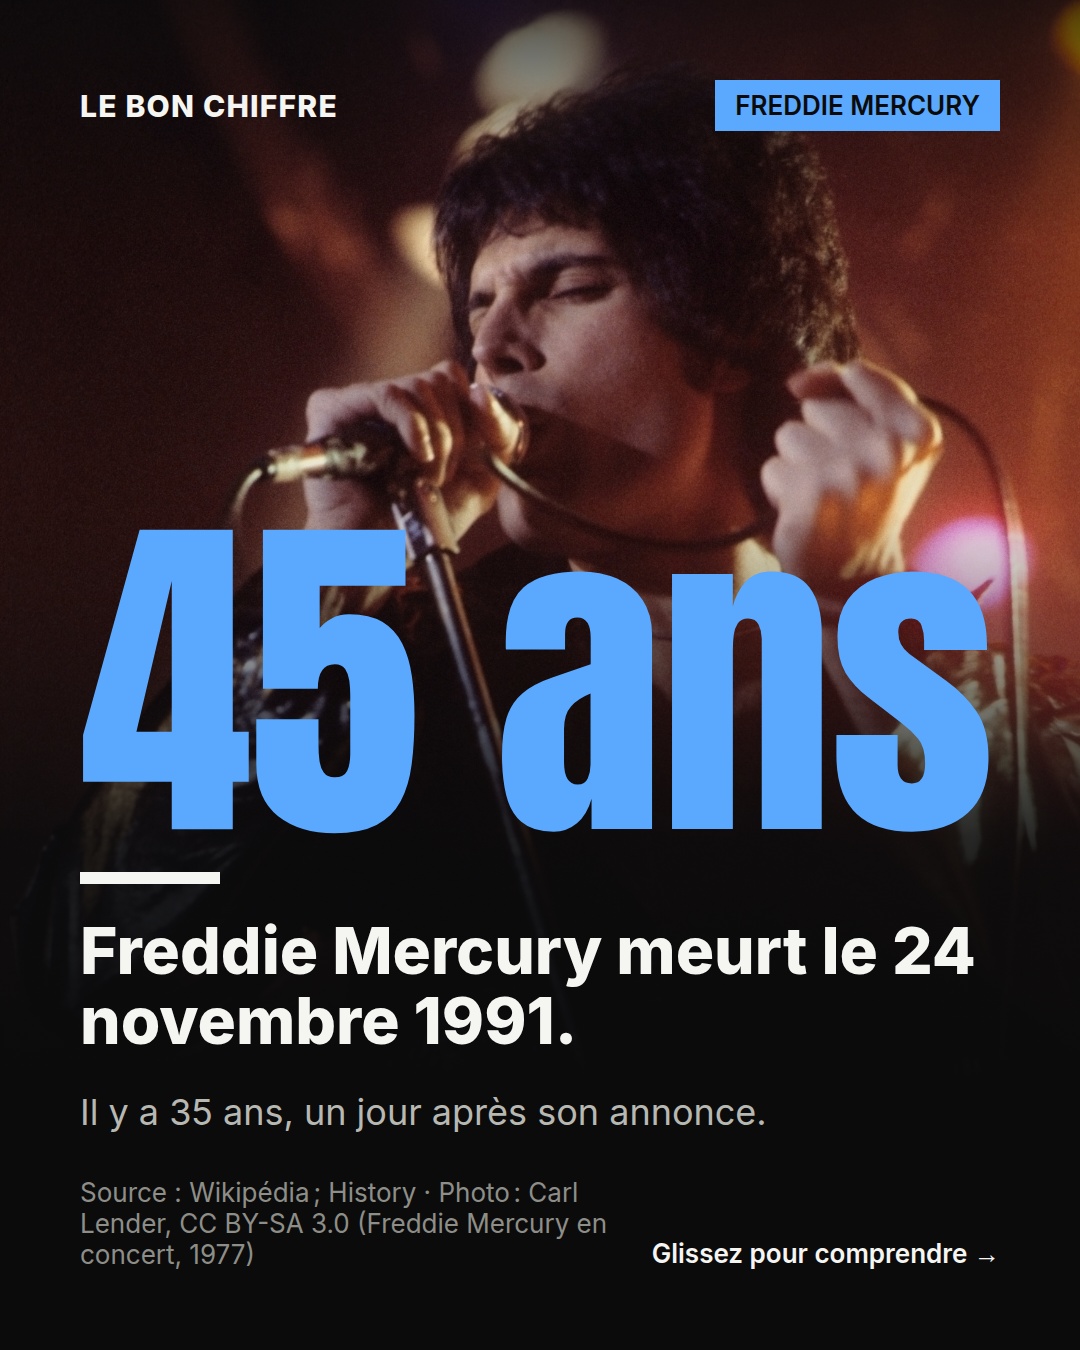 LE BON CHIFFRE
FREDDIE MERCURY
45 ans
Freddie Mercury meurt le 24
novembre 1991.
Il y a 35 ans, un jour après son annonce.
Source : Wikipédia ; History · Photo : Carl
Lender, CC BY-SA 3.0 (Freddie Mercury en
concert, 1977)
Glissez pour comprendre →